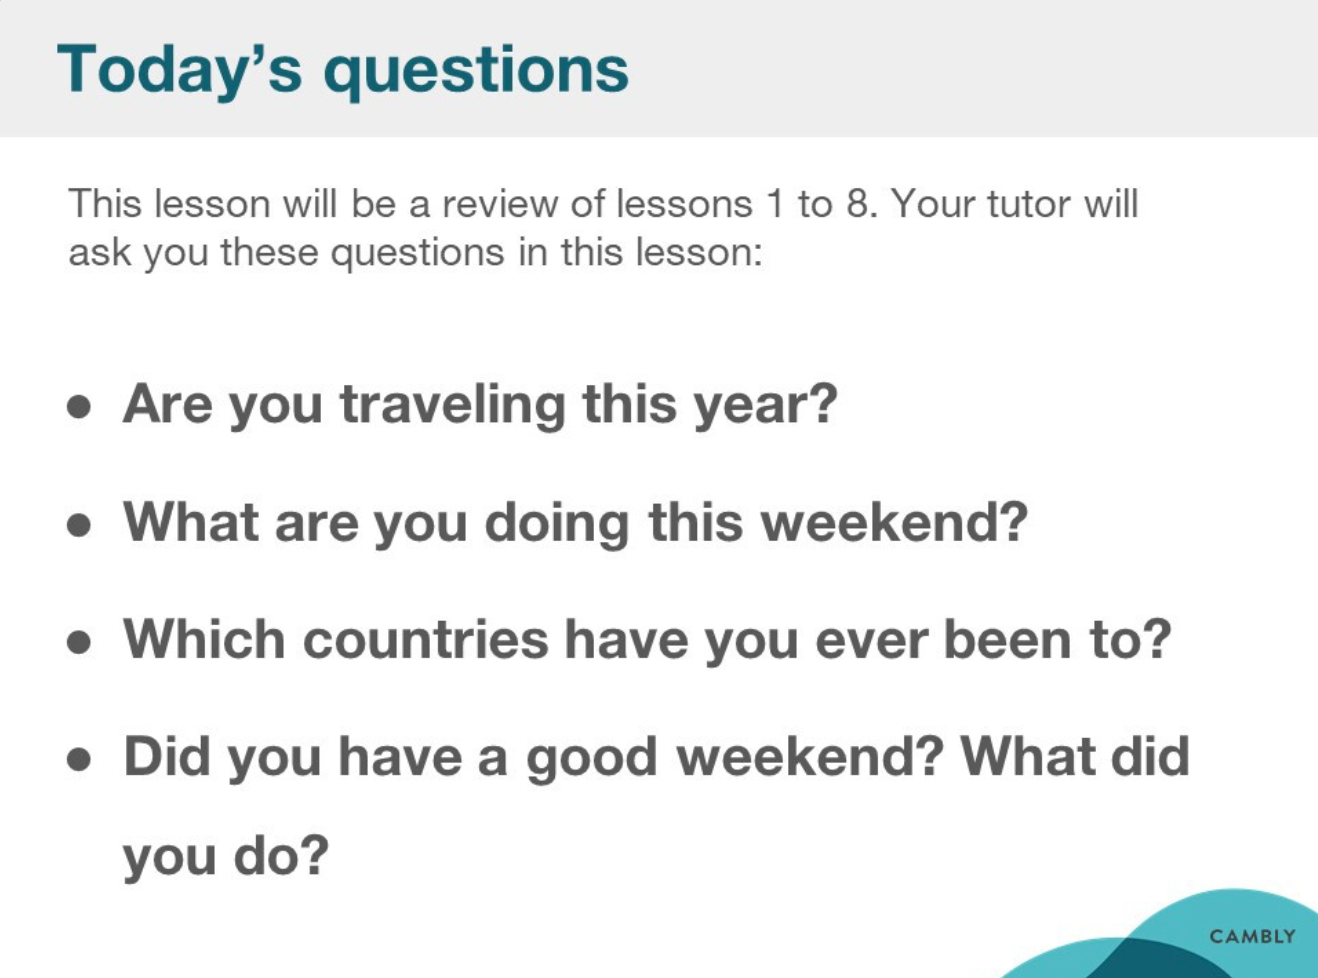 Today’s questions
This lesson will be a review of lessons 1 to 8. Your tutor will
ask you these questions in this lesson:
● Are you traveling this year?
● What are you doing this weekend?
● Which countries have you ever been to?
● Did you have a good weekend? What did
you do?
CAMBLY